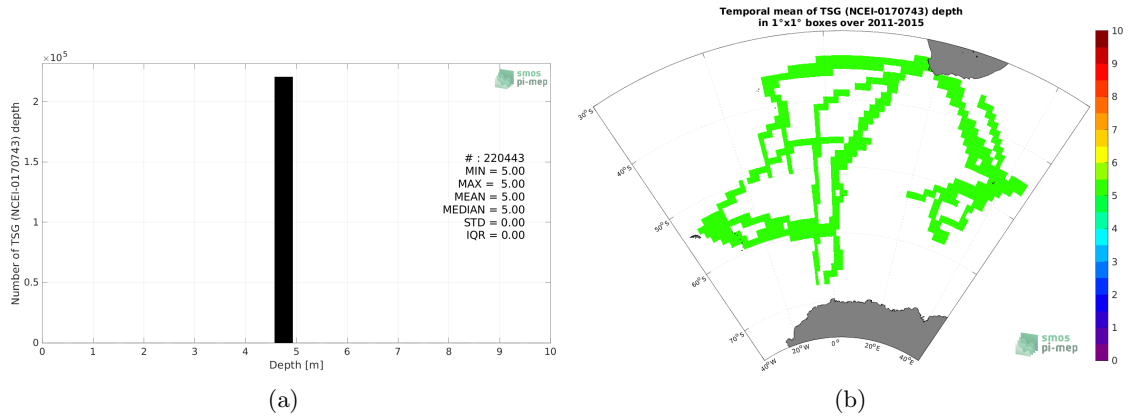 ×10⁵
2
1.5
1
0.5
0
Number of TSG (NCEI-0170743) depth
smos
pi-mep
# : 220443
MIN = 5.00
MAX = 5.00
MEAN = 5.00
MEDIAN = 5.00
STD = 0.00
IQR = 0.00
0 1 2 3 4 5 6 7 8 9 10
Depth [m]
(a)
Temporal mean of TSG (NCEI-0170743) depth
in 1°x1° boxes over 2011-2015
30°S
40°S
50°S
60°S
70°S
40°W
20°W
0°
20°E
40°E
10
9
8
7
6
5
4
3
2
1
0
smos
pi-mep
(b)